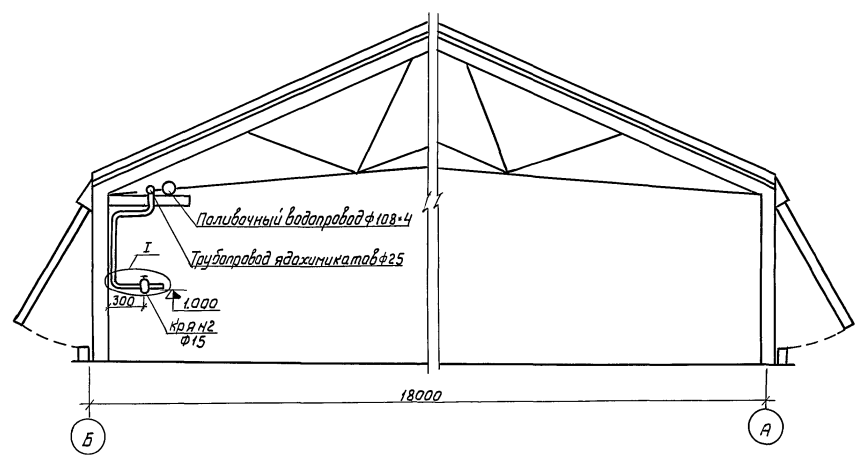 Поливочный водопровод ф108×4
Трубопровод ядохимикатов ф25
I
300
1.000
кран2
ф15
18000
Б
А